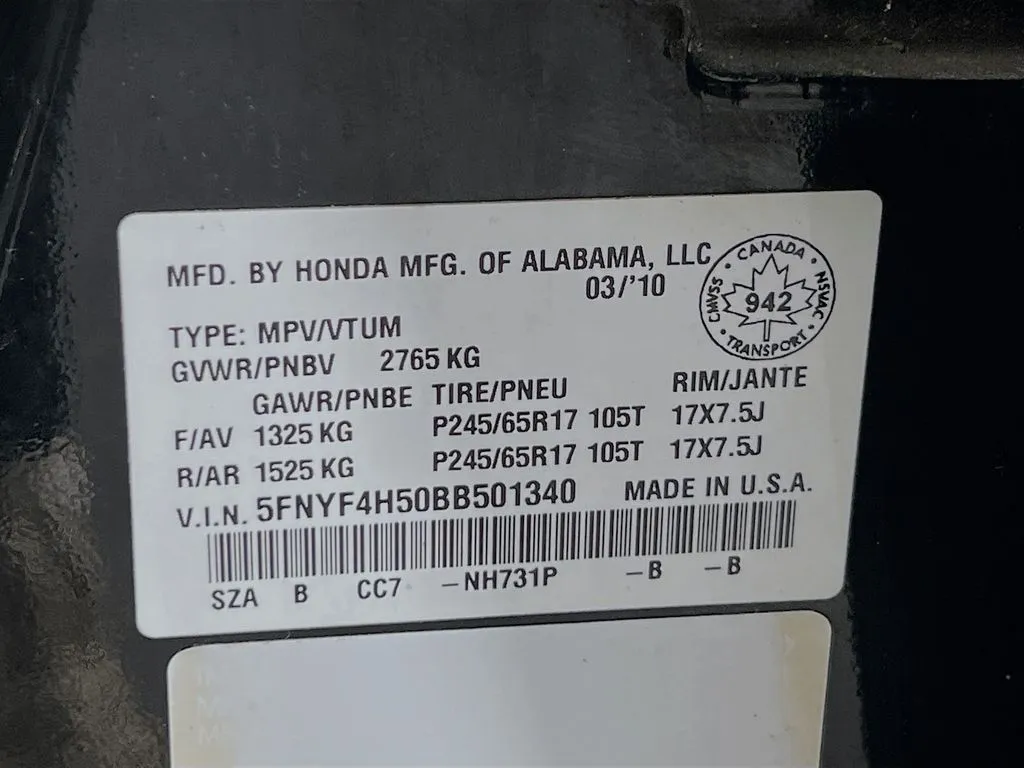 MFD. BY HONDA MFG. OF ALABAMA, LLC
03/'10
CANADA
CMVSS
NSVAC
942
TRANSPORT
TYPE: MPV/VTUM
GVWR/PNBV 2765 KG
GAWR/PNBE TIRE/PNEU RIM/JANTE
F/AV 1325 KG P245/65R17 105T 17X7.5J
R/AR 1525 KG P245/65R17 105T 17X7.5J
V.I.N. 5FNYF4H50BB501340 MADE IN U.S.A.
SZA B CC7 -NH731P -B -B